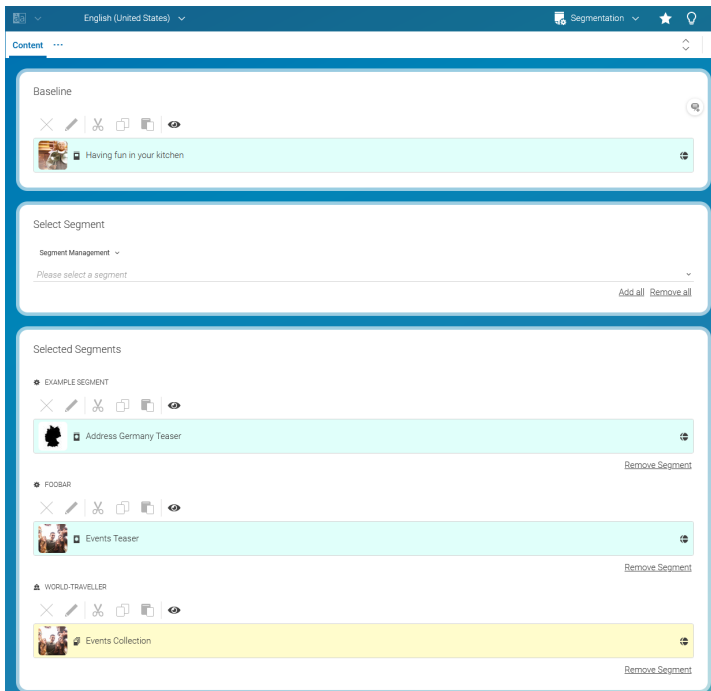 English (United States)
Segmentation
Content
Baseline
Having fun in your kitchen
Select Segment
Segment Management
Please select a segment
Add all Remove all
Selected Segments
EXAMPLE SEGMENT
Address Germany Teaser
Remove Segment
FOOBAR
Events Teaser
Remove Segment
WORLD-TRAVELLER
Events Collection
Remove Segment